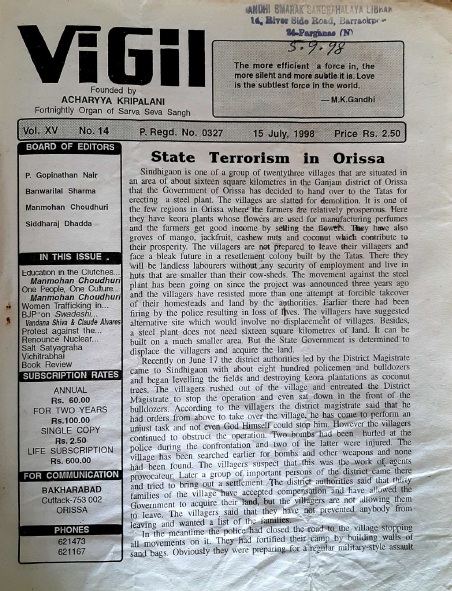 GANDHI SMARAK SANGRAHALAYA LIBRARY
14, River Side Road, Barrackpore
24-Parganas (N)
5.9.98
ViGil
Founded by
ACHARYYA KRIPALANI
Fortnightly Organ of Sarva Seva Sangh
The more efficient a force in, the
more silent and more subtle it is. Love
is the subtlest force in the world.
— M.K.Gandhi
Vol. XV No. 14 P. Regd. No. 0327 15 July, 1998 Price Rs. 2.50
BOARD OF EDITORS
P. Gopinathan Nair
Banwarilal Sharma
Manmohan Choudhuri
Siddharaj Dhadda
IN THIS ISSUE
Education in the Clutches...
Manmohan Choudhuri
One People, One Culture...
Manmohan Choudhuri
Women Trafficking in...
BJP on Swedeshi...
Vandana Shiva & Claude Alvares
Protest against the...
Renounce Nuclear...
Salt Satyagraha
Vichitrabhai
Book Review
SUBSCRIPTION RATES
ANNUAL
Rs. 60.00
FOR TWO YEARS
Rs.100.00
SINGLE COPY
Rs. 2.50
LIFE SUBSCRIPTION
Rs. 600.00
FOR COMMUNICATION
BAKHARABAD
Cuttack-753 002
ORISSA
PHONES
621473
621167
State Terrorism in Orissa
Sindhigaon is one of a group of twentythree villages that are situated in
an area of about sixteen square kilometres in the Ganjam district of Orissa
that the Government of Orissa has decided to hand over to the Tatas for
erecting a steel plant. The villages are slatted for demolition. It is one of
the few regions in Orissa where the farmers are relatively prosperous. Here
they have keora plants whose flowers are used for manufacturing perfumes
and the farmers get good income by selling the flowers. They have also
groves of mango, jackfruit, cashew nuts and coconut which contribute to
their prosperity. The villagers are not prepared to leave their villages and
face a bleak future in a resettlement colony built by the Tatas. There they
will be landless labourers without any security of employment and live in
huts that are smaller than their cow-sheds. The movement against the steel
plant has been going on since the project was announced three years ago
and the villagers have resisted more than one attempt at forcible takeover
of their homesteads and land by the authorities. Earlier there had been
firing by the police resulting in loss of lives. The villagers have suggested
alternative site which would involve no displacement of villages. Besides,
a steel plant does not need sixteen square kilometres of land. It can be
built on a much smaller area. But the State Government is determined to
displace the villagers and acquire the land.
Recently on June 17 the district authorities led by the District Magistrate
came to Sindhigaon with about eight hundred policemen and bulldozers
and began levelling the fields and destroying keora plantations as coconut
trees. The villagers rushed out of the village and entreated the District
Magistrate to stop the operation and even sat down in the front of the
bulldozers. According to the villagers the district magistrate said that he
had orders from above to take over the village, he has come to perform an
unjust task and not even God Himself could stop him. However the villagers
continued to obstruct the operation. Two bombs had been hurled at the
police during the confrontation and two of the latter were injured. The
village has been searched earlier for bombs and other weapons and none
had been found. The villagers suspect that this was the work of agents
provocateur. Later a group of important persons of the district came there
and tried to bring out a settlement. The district authorities said that thirty
families of the village have accepted compensation and have allowed the
Government to acquire their land, but the villagers are not allowing them
to leave. The villagers said that they have not prevented anybody from
leaving and wanted a list of the families.
In the meantime the police had closed the road to the village stopping
all movements on it. They had fortified their camp by building walls of
sand bags. Obviously they were preparing for a regular military-style assault